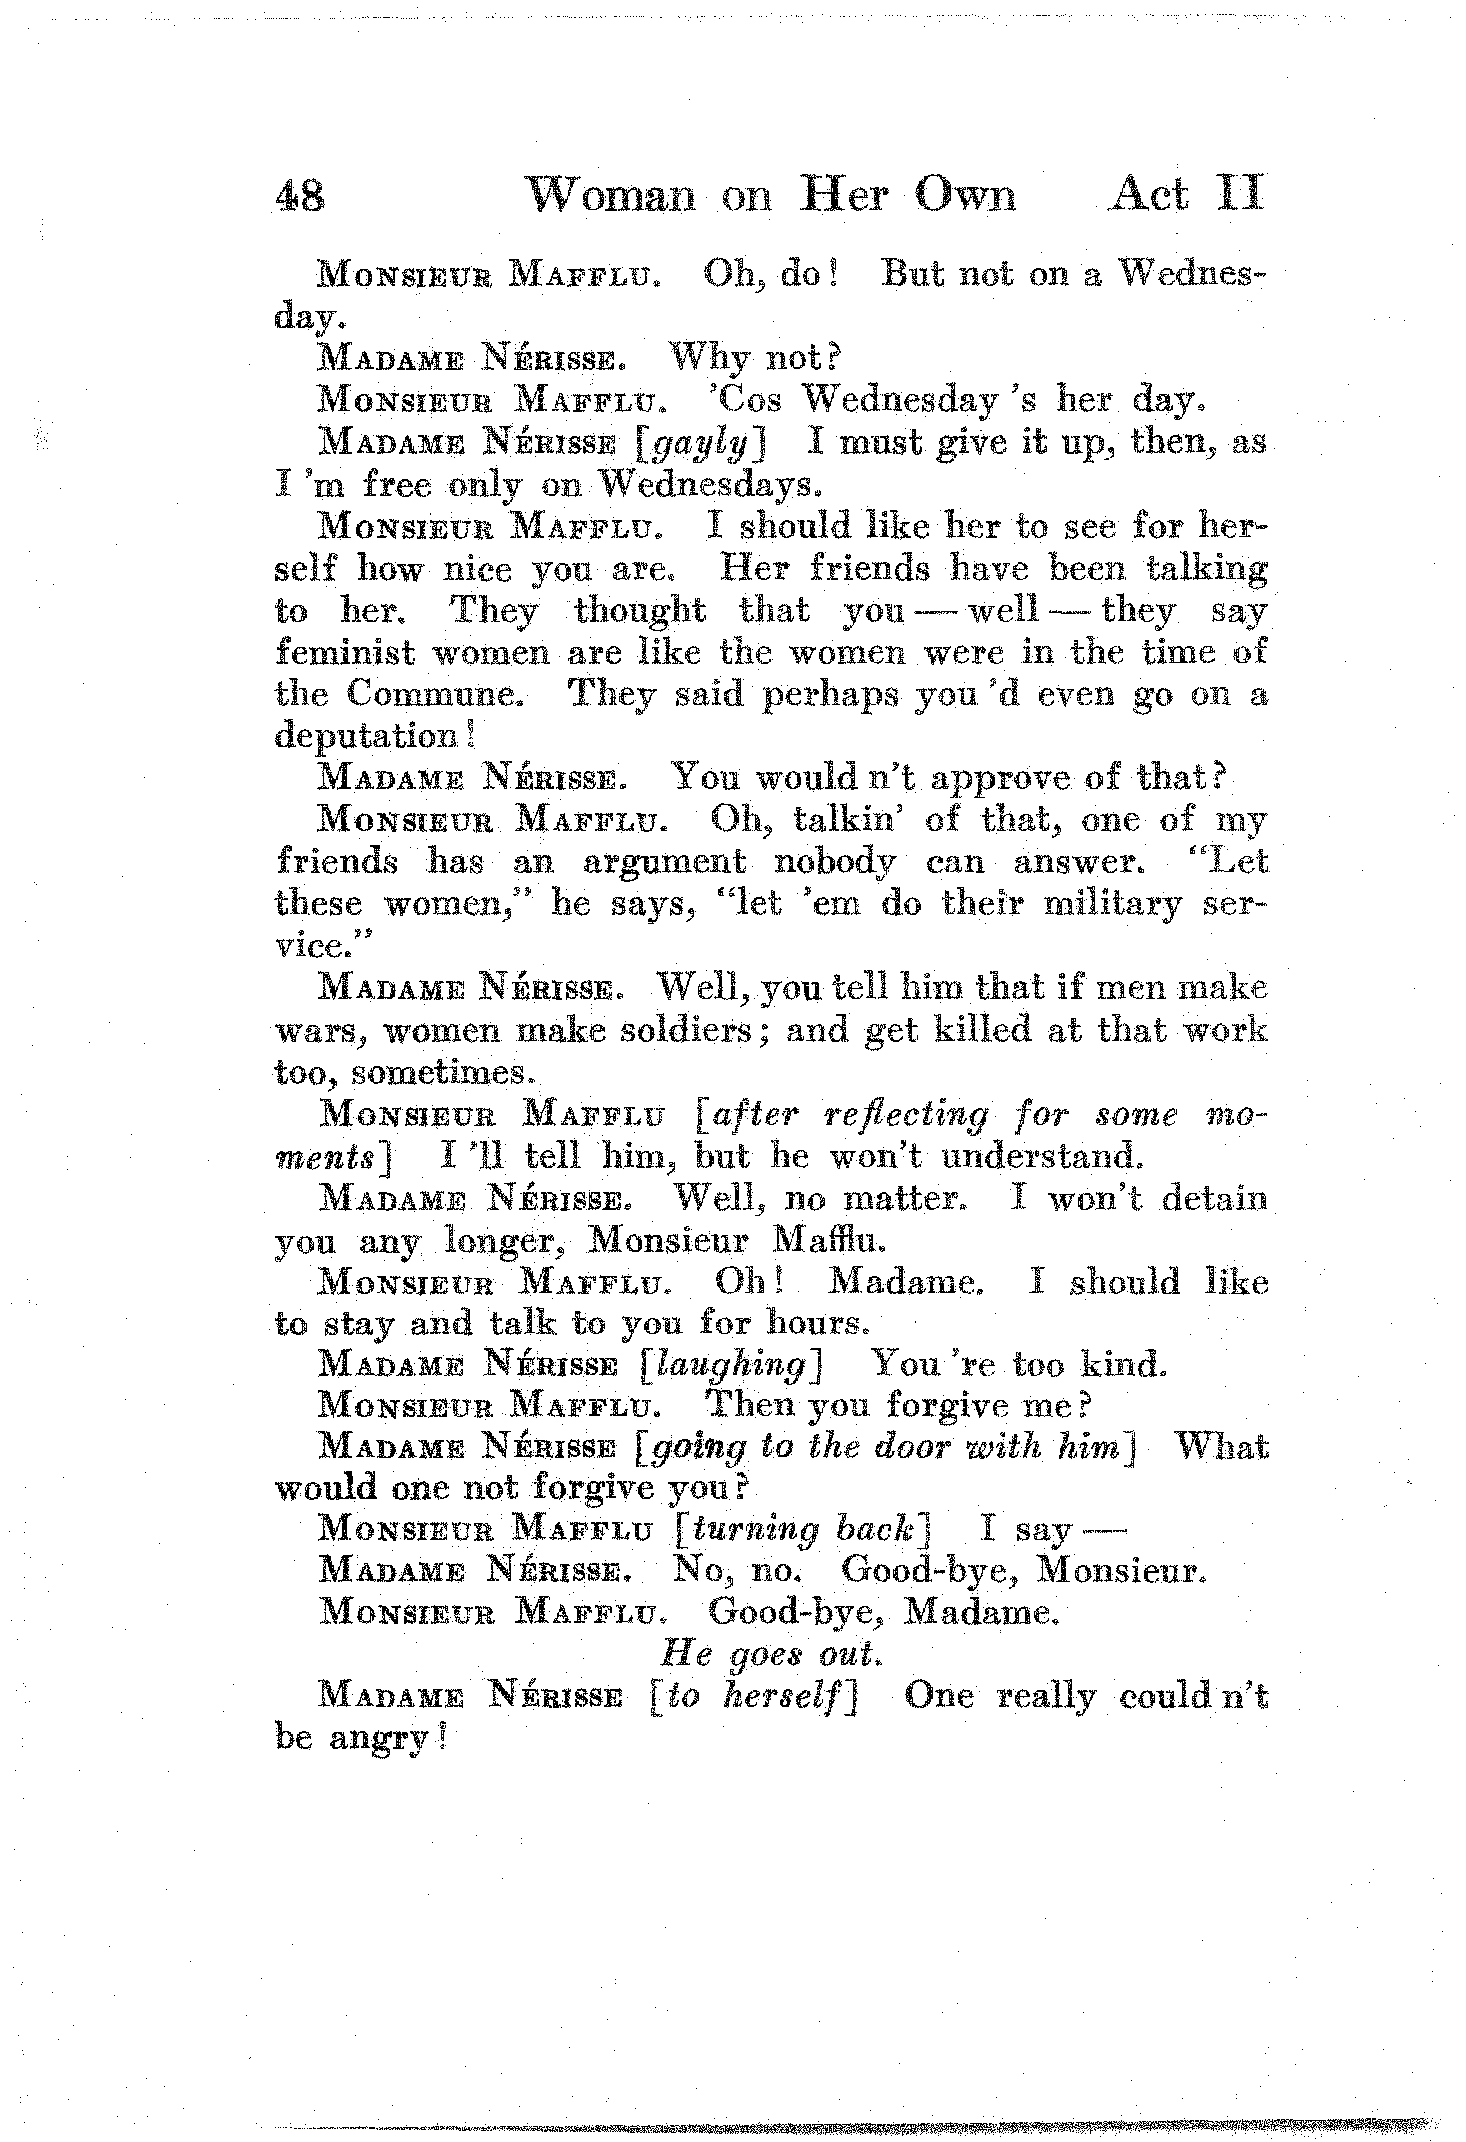 48 Woman on Her Own Act II
MONSIEUR MAFFLU. Oh, do! But not on a Wednes-
day.
MADAME NÉRISSE. Why not?
MONSIEUR MAFFLU. 'Cos Wednesday 's her day.
MADAME NÉRISSE [gayly] I must give it up, then, as
I 'm free only on Wednesdays.
MONSIEUR MAFFLU. I should like her to see for her-
self how nice you are. Her friends have been talking
to her. They thought that you — well — they say
feminist women are like the women were in the time of
the Commune. They said perhaps you 'd even go on a
deputation!
MADAME NÉRISSE. You would n't approve of that?
MONSIEUR MAFFLU. Oh, talkin' of that, one of my
friends has an argument nobody can answer. "Let
these women," he says, "let 'em do their military ser-
vice."
MADAME NÉRISSE. Well, you tell him that if men make
wars, women make soldiers; and get killed at that work
too, sometimes.
MONSIEUR MAFFLU [after reflecting for some mo-
ments] I 'll tell him, but he won't understand.
MADAME NÉRISSE. Well, no matter. I won't detain
you any longer, Monsieur Mafflu.
MONSIEUR MAFFLU. Oh! Madame. I should like
to stay and talk to you for hours.
MADAME NÉRISSE [laughing] You 're too kind.
MONSIEUR MAFFLU. Then you forgive me?
MADAME NÉRISSE [going to the door with him] What
would one not forgive you?
MONSIEUR MAFFLU [turning back] I say —
MADAME NÉRISSE. No, no. Good-bye, Monsieur.
MONSIEUR MAFFLU. Good-bye, Madame.
He goes out.
MADAME NÉRISSE [to herself] One really could n't
be angry!